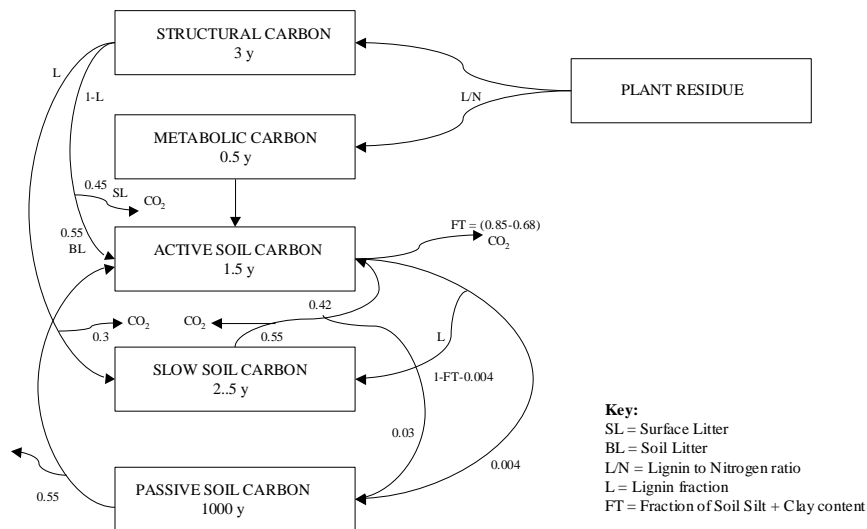 STRUCTURAL CARBON
3 y
L
L/N
PLANT RESIDUE
1-L
METABOLIC CARBON
0.5 y
0.45
SL
CO2
0.55
BL
FT = (0.85-0.68)
CO2
ACTIVE SOIL CARBON
1.5 y
0.42
CO2
CO2
0.3
0.55
L
SLOW SOIL CARBON
2..5 y
1-FT-0.004
0.03
0.004
0.55
PASSIVE SOIL CARBON
1000 y
Key:
SL = Surface Litter
BL = Soil Litter
L/N = Lignin to Nitrogen ratio
L = Lignin fraction
FT = Fraction of Soil Silt + Clay content